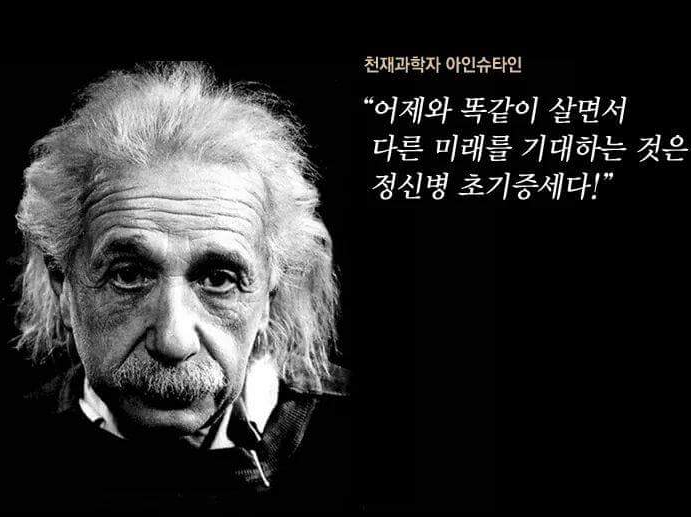 천재과학자 아인슈타인
“어제와 똑같이 살면서
다른 미래를 기대하는 것은
정신병 초기증세다!”